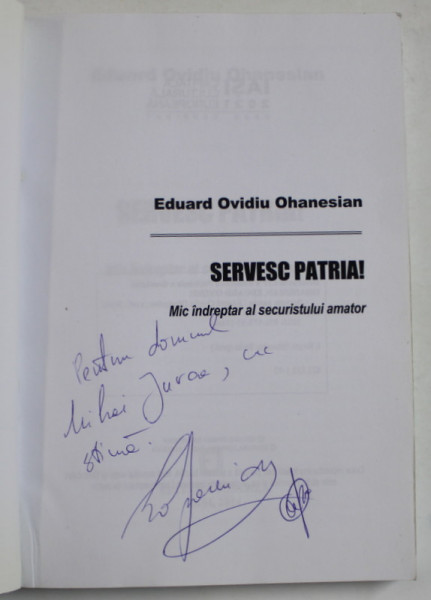 Eduard Ovidiu Ohanesian
SERVESC PATRIA!
Mic îndreptar al securistului amator
Pentru domnul
Mihai Jurca, cu
stimă.